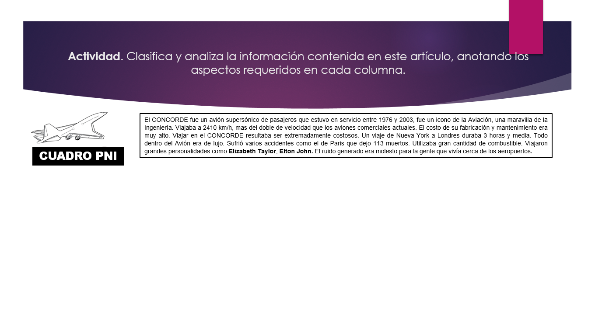 Actividad. Clasifica y analiza la información contenida en este artículo, anotando los
aspectos requeridos en cada columna.
El CONCORDE fue un avión supersónico de pasajeros que estuvo en servicio entre 1976 y 2003, fue un icono de la Aviación, una maravilla de la
Ingeniería. Viajaba a 2410 km/h, mas del doble de velocidad que los aviones comerciales actuales. El costo de su fabricación y mantenimiento era
muy alto. Viajar en el CONCORDE resultaba ser extremadamente costosos. Un viaje de Nueva York a Londres duraba 3 horas y media. Todo
dentro del Avión era de lujo. Sufrió varios accidentes como el de París que dejo 113 muertos. Utilizaba gran cantidad de combustible. Viajaron
grandes personalidades como Elizabeth Taylor, Elton John. El ruido generado era molesto para la gente que vivía cerca de los aeropuertos.
CUADRO PNI